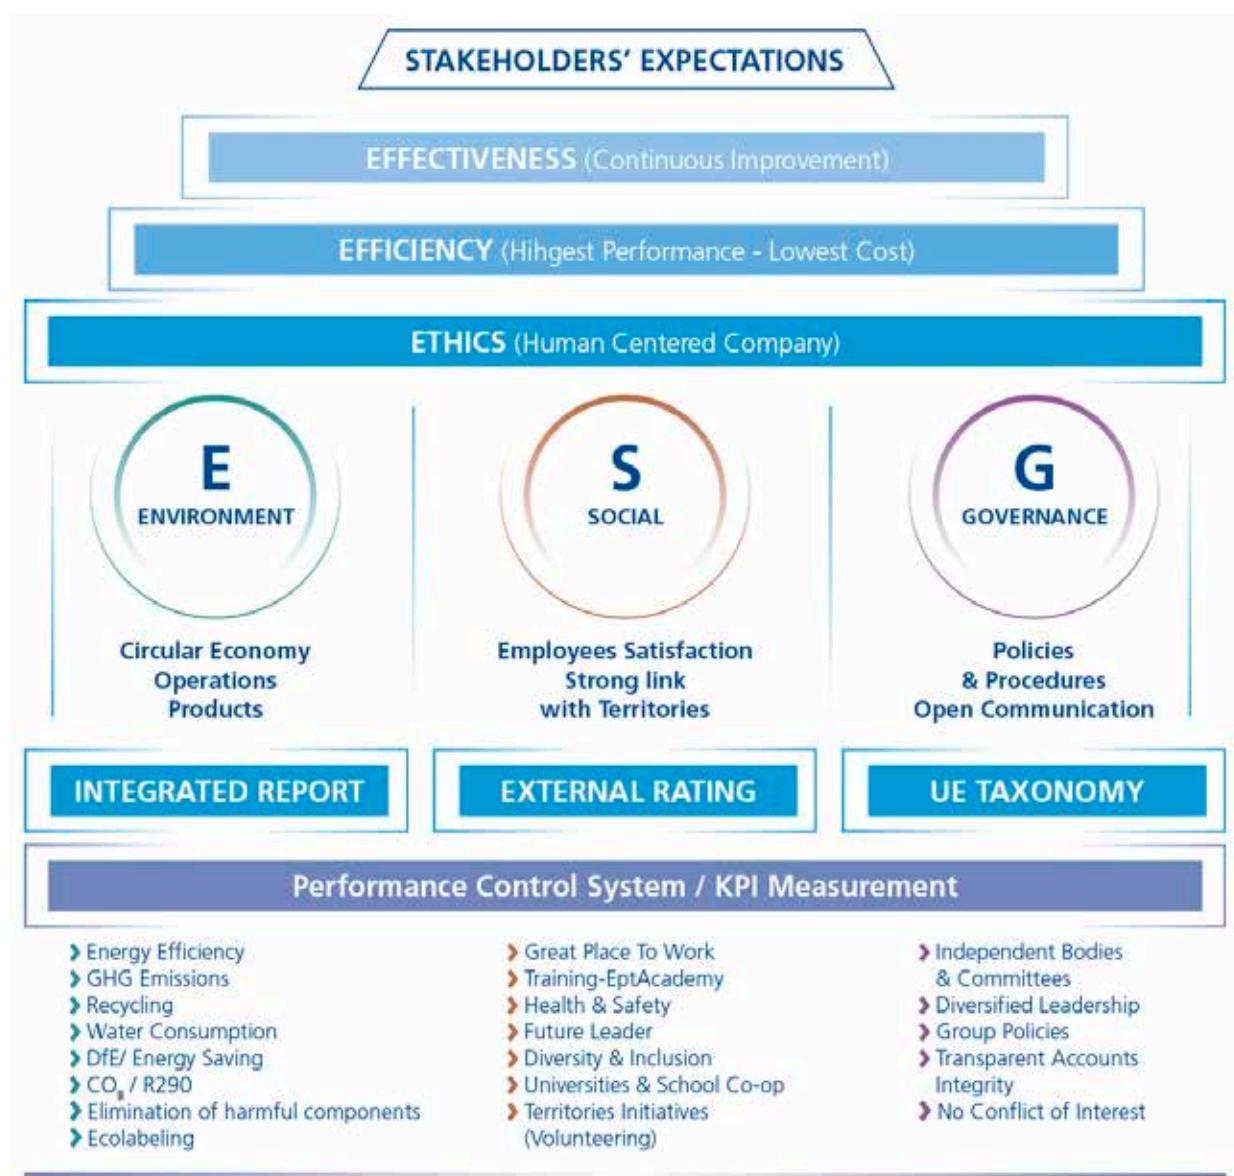 STAKEHOLDERS' EXPECTATIONS
EFFECTIVENESS (Continuous Improvement)
EFFICIENCY (Hihgest Performance - Lowest Cost)
ETHICS (Human Centered Company)
E
ENVIRONMENT
Circular Economy
Operations
Products
S
SOCIAL
Employees Satisfaction
Strong link
with Territories
G
GOVERNANCE
Policies
& Procedures
Open Communication
INTEGRATED REPORT
EXTERNAL RATING
UE TAXONOMY
Performance Control System / KPI Measurement
Energy Efficiency
GHG Emissions
Recycling
Water Consumption
DfE/ Energy Saving
CO₂ / R290
Elimination of harmful components
Ecolabeling
Great Place To Work
Training-EptAcademy
Health & Safety
Future Leader
Diversity & Inclusion
Universities & School Co-op
Territories Initiatives
(Volunteering)
Independent Bodies
& Committees
Diversified Leadership
Group Policies
Transparent Accounts
Integrity
No Conflict of Interest